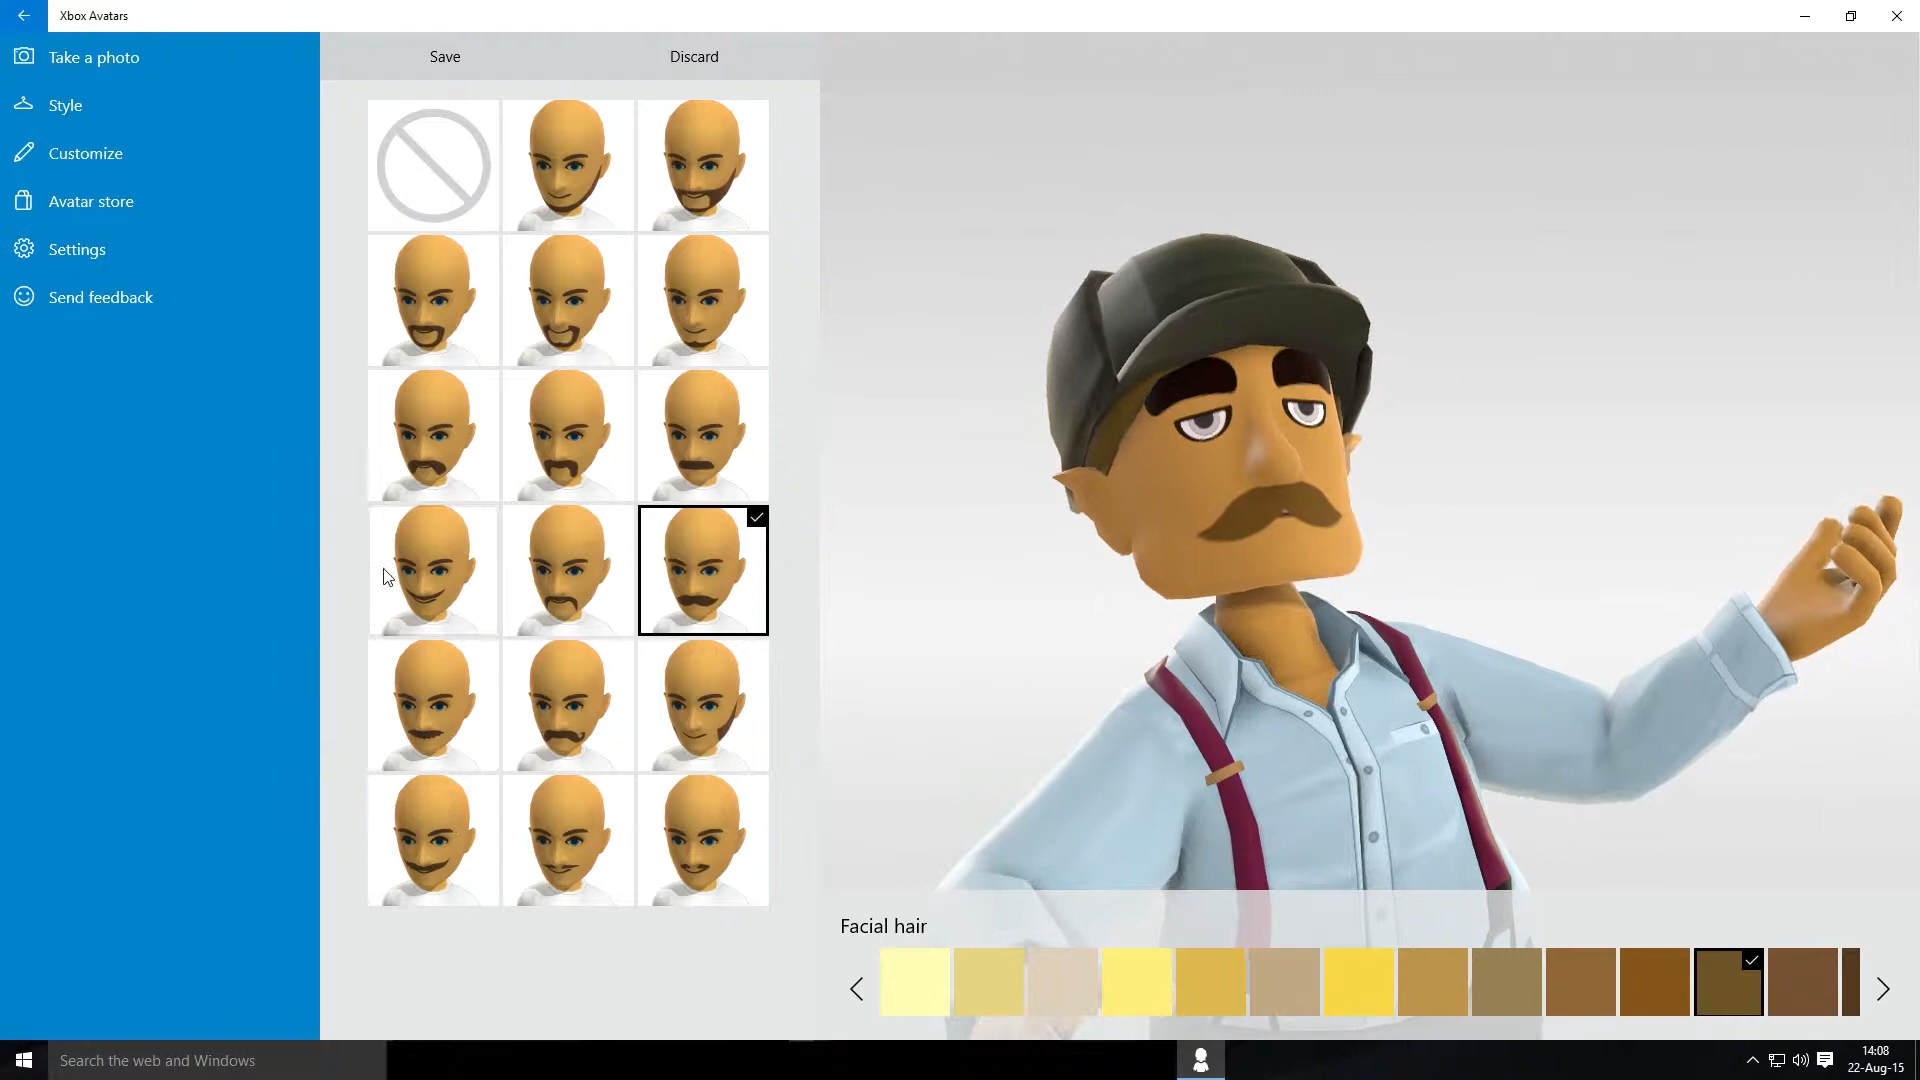 Xbox Avatars
Take a photo
Style
Customize
Avatar store
Settings
Send feedback
Save
Discard
Facial hair
Search the web and Windows
14:08
22-Aug-15